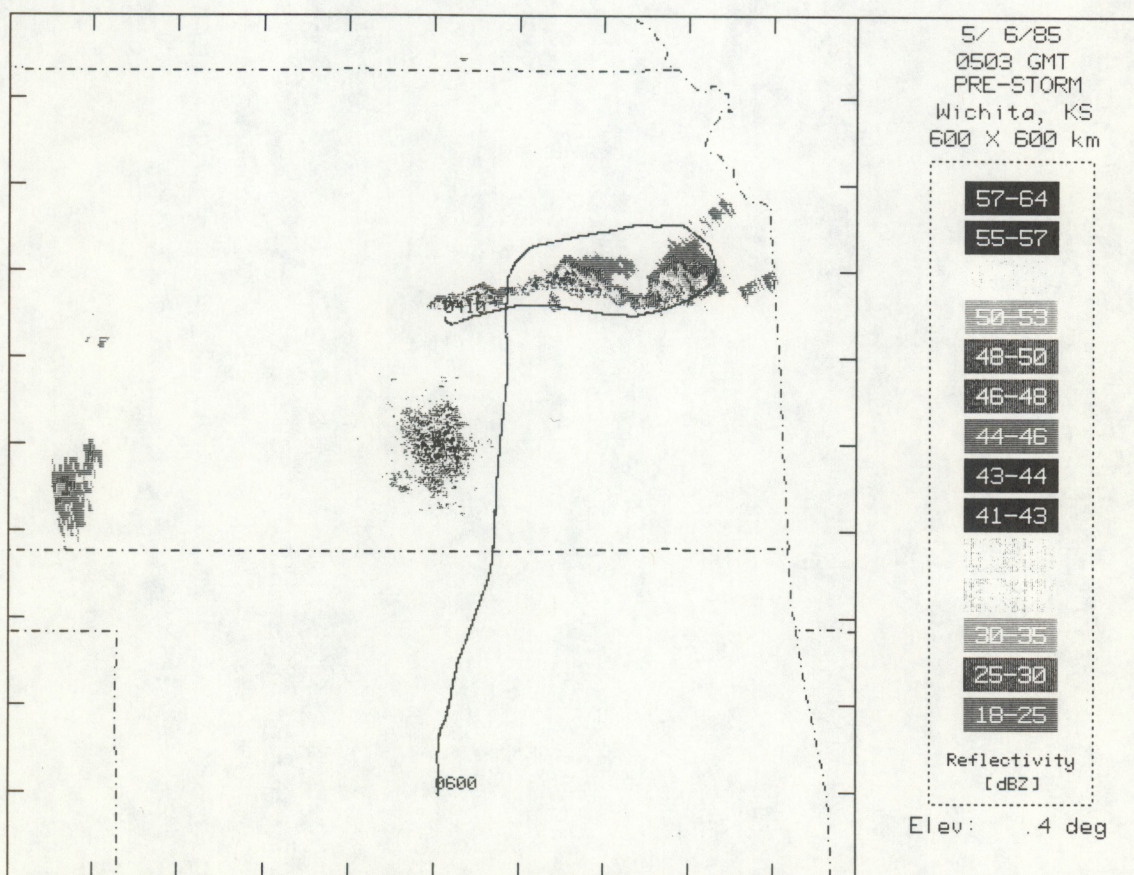 5/ 6/85
0503 GMT
PRE-STORM
Wichita, KS
600 X 600 km
57-64
55-57
50-53
48-50
46-48
44-46
43-44
41-43
30-35
25-30
18-25
Reflectivity
[dBZ]
Elev: .4 deg
0600